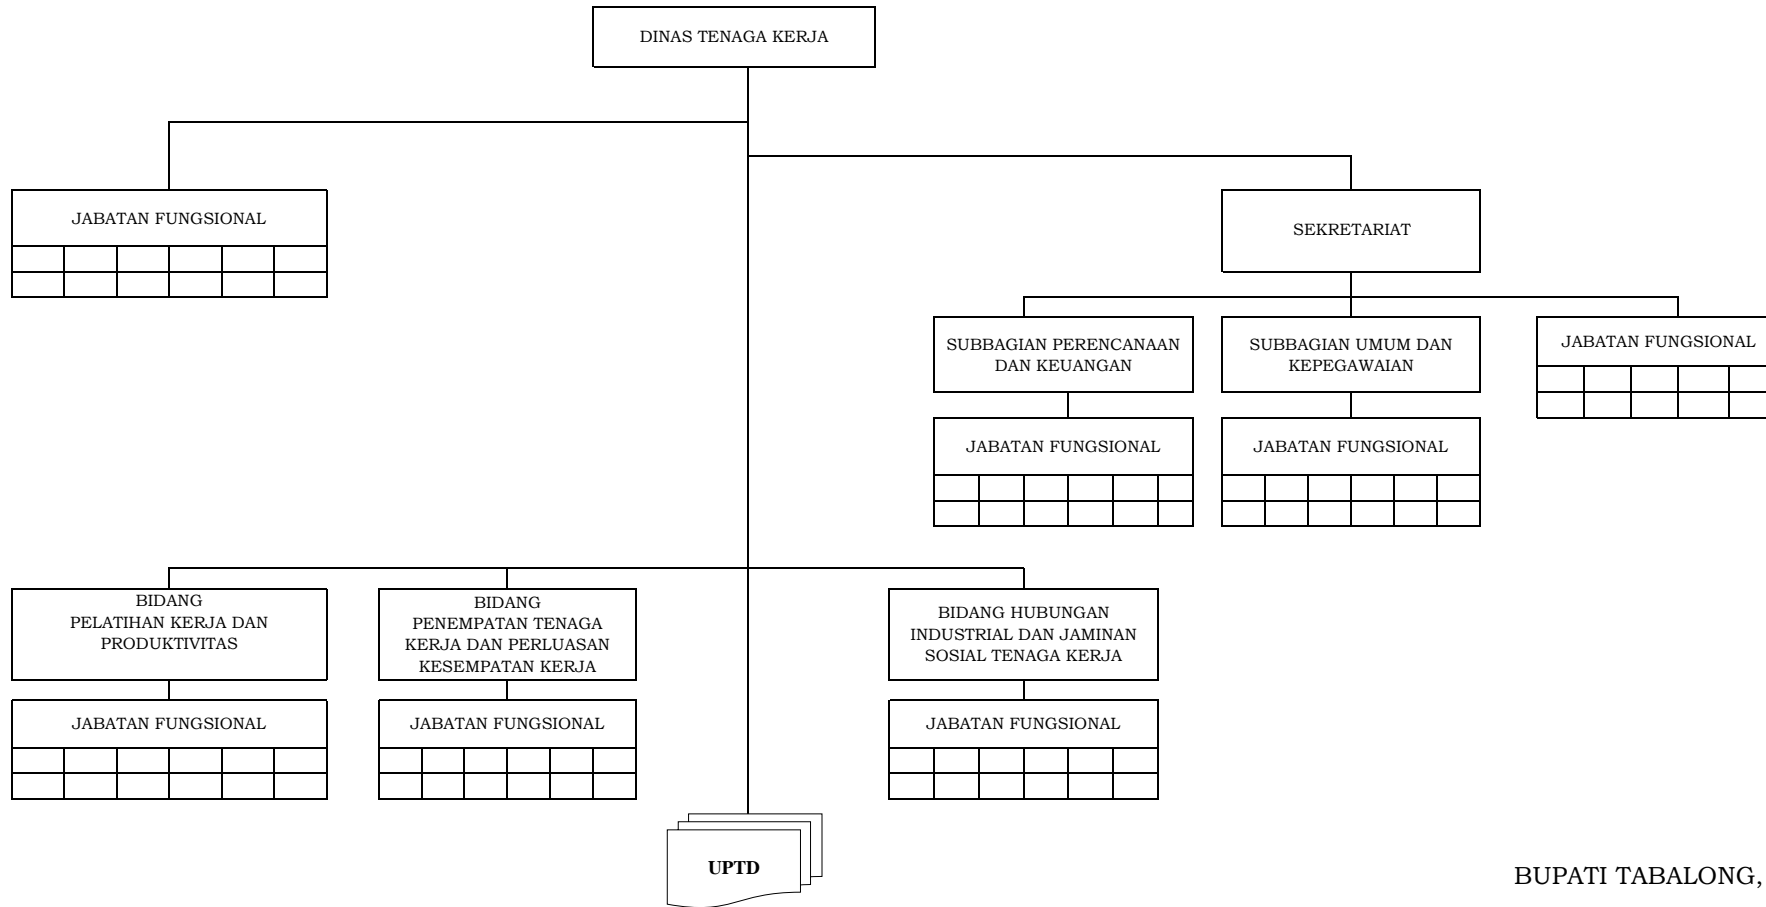 DINAS TENAGA KERJA
JABATAN FUNGSIONAL
SEKRETARIAT
SUBBAGIAN PERENCANAAN
DAN KEUANGAN
SUBBAGIAN UMUM DAN
KEPEGAWAIAN
JABATAN FUNGSIONAL
JABATAN FUNGSIONAL
JABATAN FUNGSIONAL
BIDANG
PELATIHAN KERJA DAN
PRODUKTIVITAS
BIDANG
PENEMPATAN TENAGA
KERJA DAN PERLUASAN
KESEMPATAN KERJA
BIDANG HUBUNGAN
INDUSTRIAL DAN JAMINAN
SOSIAL TENAGA KERJA
JABATAN FUNGSIONAL
JABATAN FUNGSIONAL
JABATAN FUNGSIONAL
UPTD
BUPATI TABALONG,